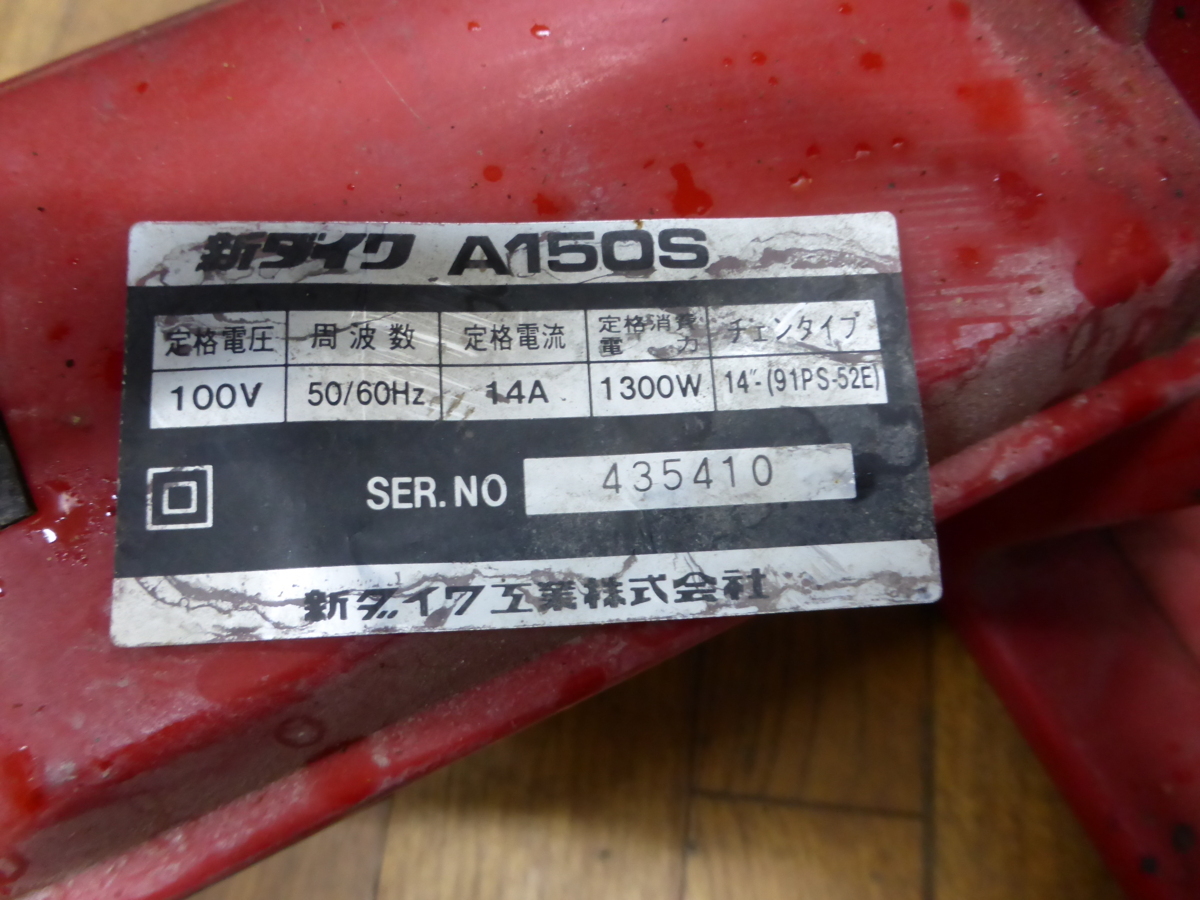 新ダイワ A150S
定格電圧 周波数 定格電流 定格消費電力 チェンタイプ
100V 50/60Hz 14A 1300W 14"-(91PS-52E)
SER.NO 435410
新ダイワ工業株式会社